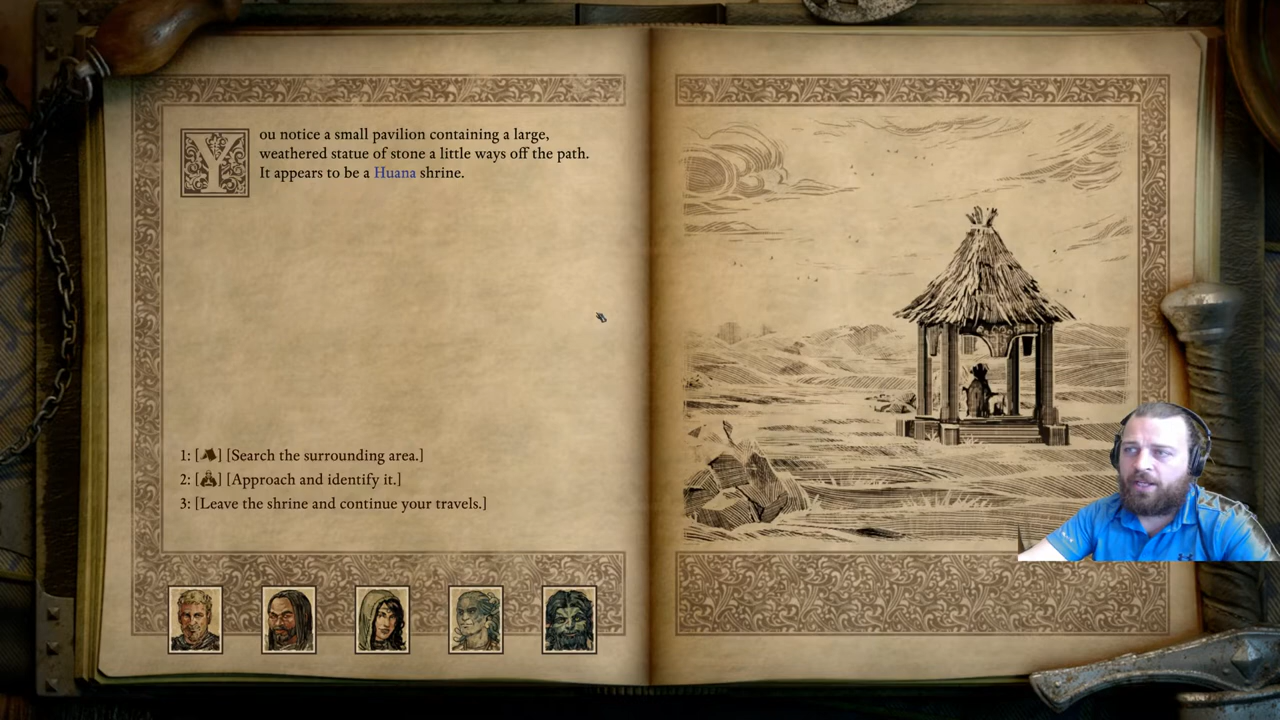 You notice a small pavilion containing a large,
weathered statue of stone a little ways off the path.
It appears to be a Huana shrine.
1: [ ] [Search the surrounding area.]
2: [ ] [Approach and identify it.]
3: [Leave the shrine and continue your travels.]